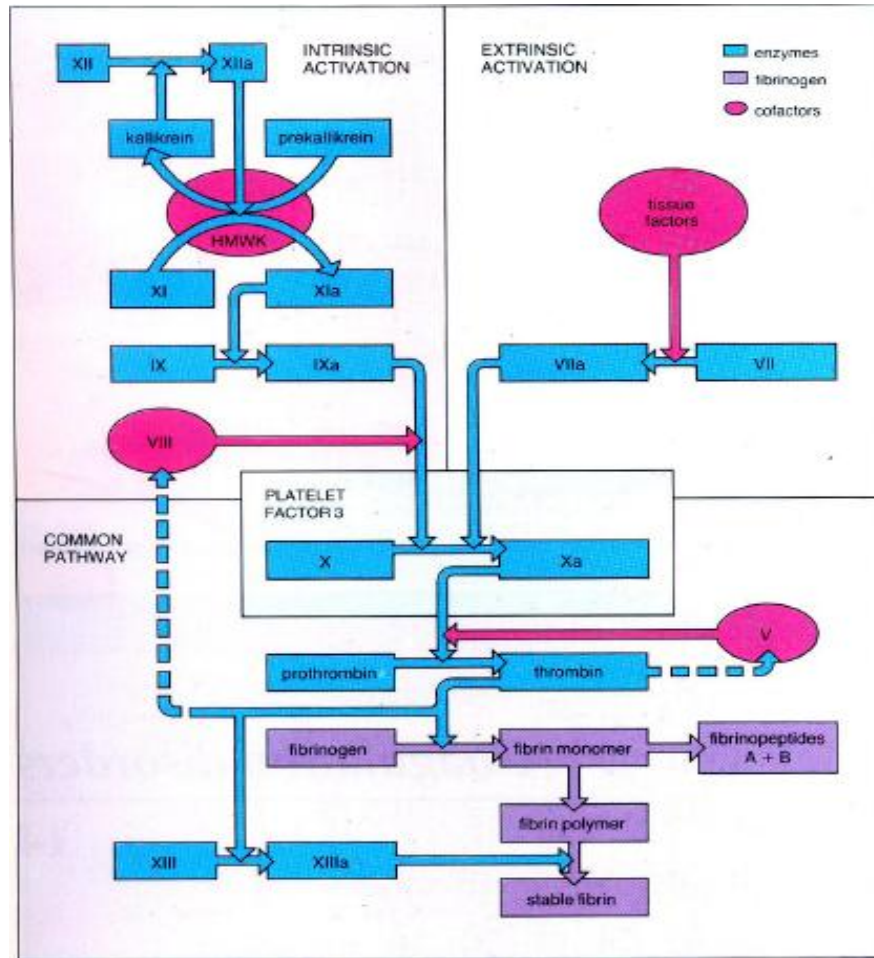 INTRINSIC
ACTIVATION
XII
XIIa
kallikrein
prekallikrein
HMWK
XI
XIa
IX
IXa
VIII
EXTRINSIC
ACTIVATION
enzymes
fibrinogen
cofactors
tissue
factors
VIIa
VII
PLATELET
FACTOR 3
X
Xa
COMMON
PATHWAY
V
prothrombin
thrombin
fibrinogen
fibrin monomer
fibrinopeptides
A + B
fibrin polymer
XIII
XIIIa
stable fibrin